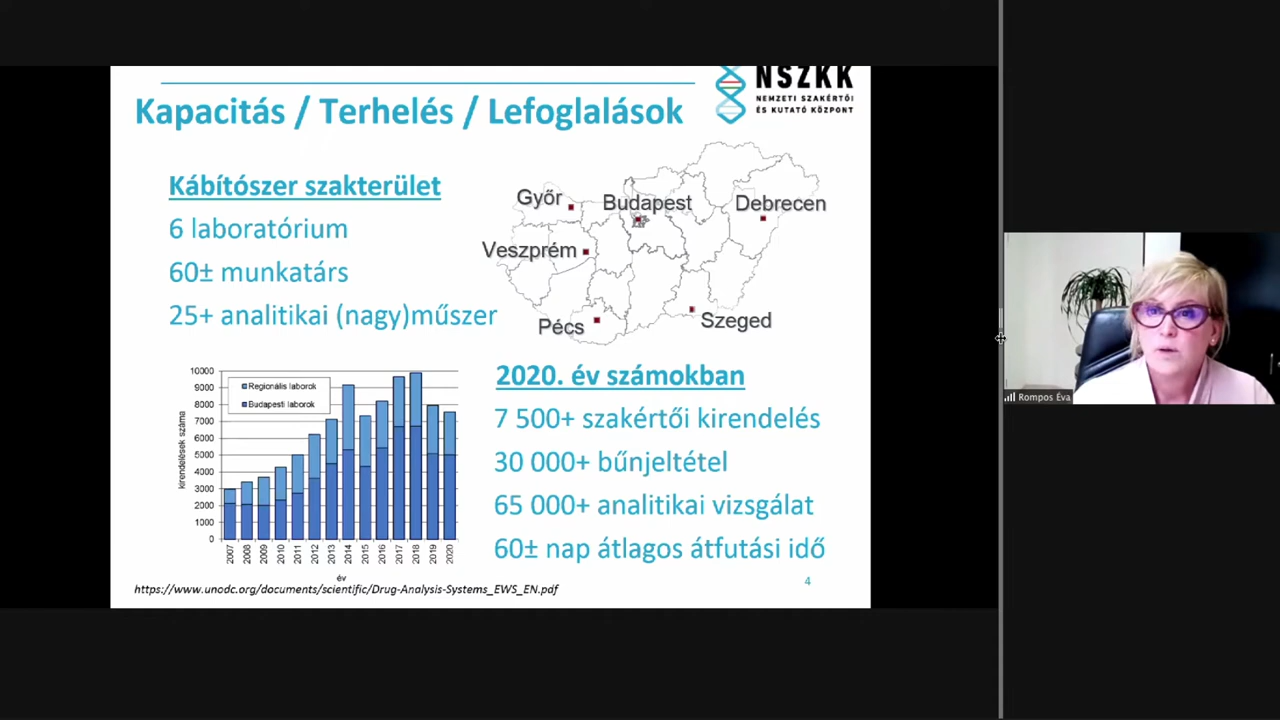 NSZKK
NEMZETI SZAKÉRTŐI
ÉS KUTATÓ KÖZPONT
Kapacitás / Terhelés / Lefoglalások
Kábítószer szakterület
6 laboratórium
60± munkatárs
25+ analitikai (nagy)műszer
Győr
Budapest
Debrecen
Veszprém
Pécs
Szeged
10000
9000
8000
7000
6000
5000
4000
3000
2000
1000
0
kirendelések száma
Regionális laborok
Budapesti laborok
2007
2008
2009
2010
2011
2012
2013
2014
2015
2016
2017
2018
2019
2020
év
2020. év számokban
7 500+ szakértői kirendelés
30 000+ bűnjeltétel
65 000+ analitikai vizsgálat
60± nap átlagos átfutási idő
https://www.unodc.org/documents/scientific/Drug-Analysis-Systems_EWS_EN.pdf
4
Rompos Éva